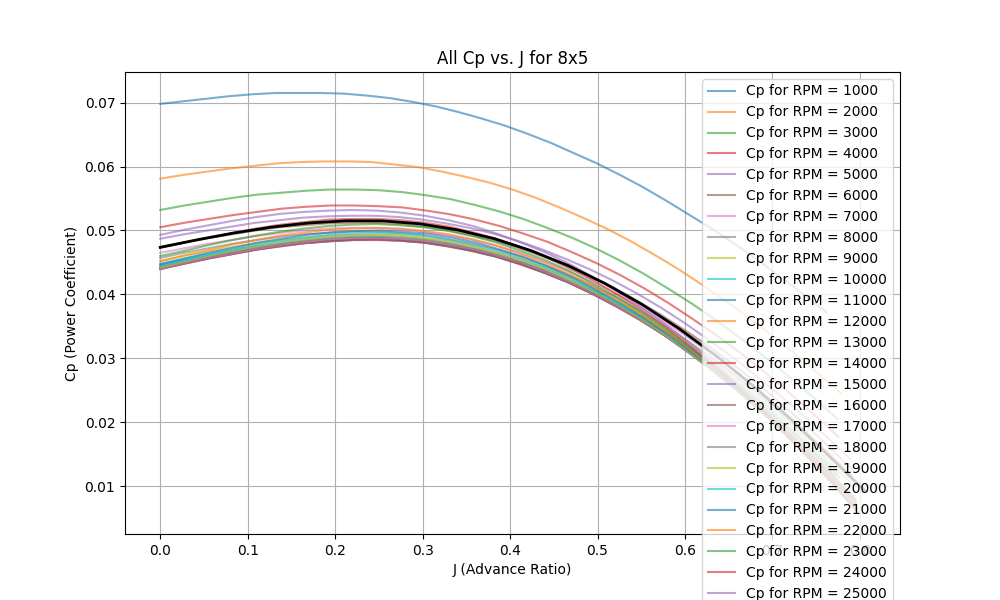 All Cp vs. J for 8x5
Cp (Power Coefficient)
0.07
0.06
0.05
0.04
0.03
0.02
0.01
0.0 0.1 0.2 0.3 0.4 0.5 0.6
J (Advance Ratio)
Cp for RPM = 1000
Cp for RPM = 2000
Cp for RPM = 3000
Cp for RPM = 4000
Cp for RPM = 5000
Cp for RPM = 6000
Cp for RPM = 7000
Cp for RPM = 8000
Cp for RPM = 9000
Cp for RPM = 10000
Cp for RPM = 11000
Cp for RPM = 12000
Cp for RPM = 13000
Cp for RPM = 14000
Cp for RPM = 15000
Cp for RPM = 16000
Cp for RPM = 17000
Cp for RPM = 18000
Cp for RPM = 19000
Cp for RPM = 20000
Cp for RPM = 21000
Cp for RPM = 22000
Cp for RPM = 23000
Cp for RPM = 24000
Cp for RPM = 25000